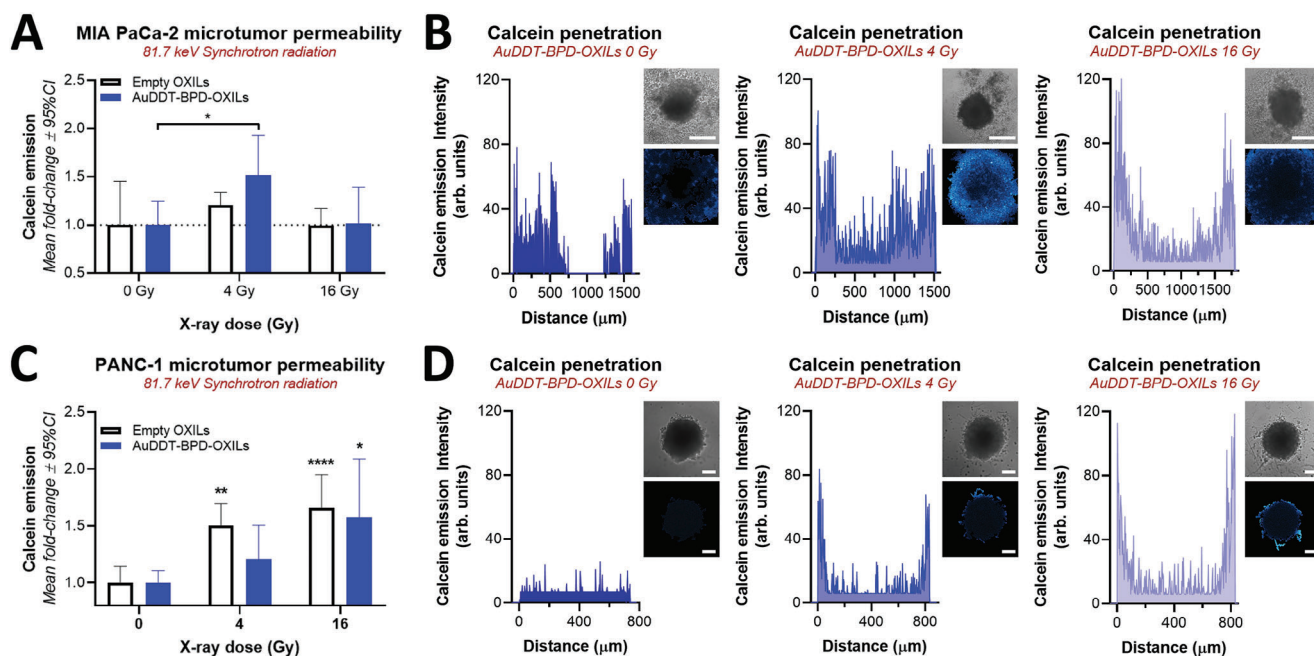 A
MIA PaCa-2 microtumor permeability
81.7 keV Synchrotron radiation
Calcein emission
Mean fold-change ± 95%CI
2.5
2.0
1.5
1.0
0.5
Empty OXILs
AuDDT-BPD-OXILs
*
0 Gy
4 Gy
16 Gy
X-ray dose (Gy)
B
Calcein penetration
AuDDT-BPD-OXILs 0 Gy
Calcein emission Intensity
(arb. units)
120
80
40
0
0
500
1000
1500
Distance (μm)
Calcein penetration
AuDDT-BPD-OXILs 4 Gy
Calcein emission Intensity
(arb. units)
120
80
40
0
0
500
1000
1500
Distance (μm)
Calcein penetration
AuDDT-BPD-OXILs 16 Gy
Calcein emission Intensity
(arb. units)
120
80
40
0
0
500
1000
1500
Distance (μm)
C
PANC-1 microtumor permeability
81.7 keV Synchrotron radiation
Calcein emission
Mean fold-change ± 95%CI
2.5
2.0
1.5
1.0
Empty OXILs
AuDDT-BPD-OXILs
**
****
*
0
4
16
X-ray dose (Gy)
D
Calcein penetration
AuDDT-BPD-OXILs 0 Gy
Calcein emission Intensity
(arb. units)
120
80
40
0
0
400
800
Distance (μm)
Calcein penetration
AuDDT-BPD-OXILs 4 Gy
Calcein emission Intensity
(arb. units)
120
80
40
0
0
400
800
Distance (μm)
Calcein penetration
AuDDT-BPD-OXILs 16 Gy
Calcein emission Intensity
(arb. units)
120
80
40
0
0
400
800
Distance (μm)